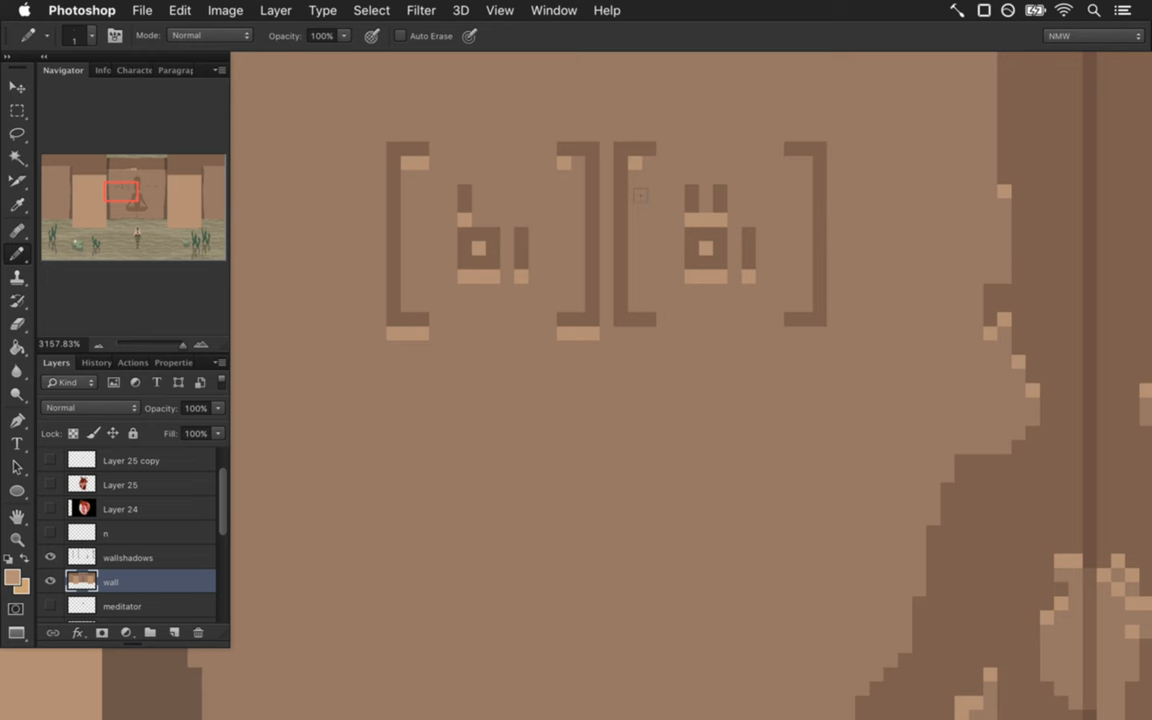 Photoshop File Edit Image Layer Type Select Filter 3D View Window Help
1 Mode: Normal Opacity: 100% Auto Erase NMW
Navigator Info Characte Paragrap
3157.83%
Layers History Actions Propertie
Kind
Normal Opacity: 100%
Lock: Fill: 100%
Layer 25 copy
Layer 25
Layer 24
n
wallshadows
wall
meditator